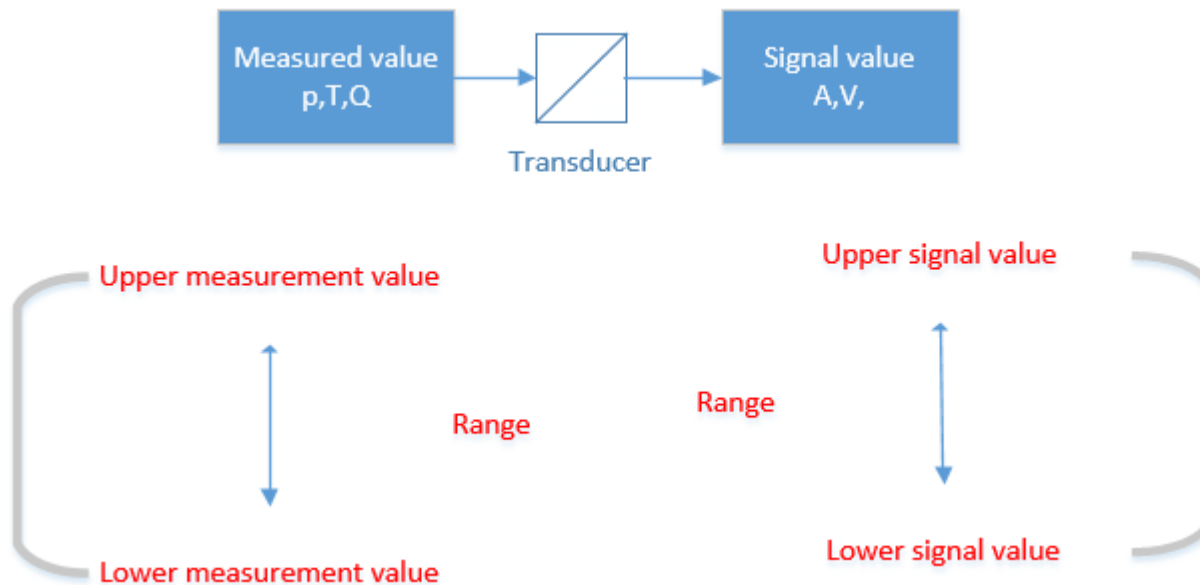 Measured value
p,T,Q
Signal value
A,V,
Transducer
Upper measurement value
Upper signal value
Range
Range
Lower measurement value
Lower signal value